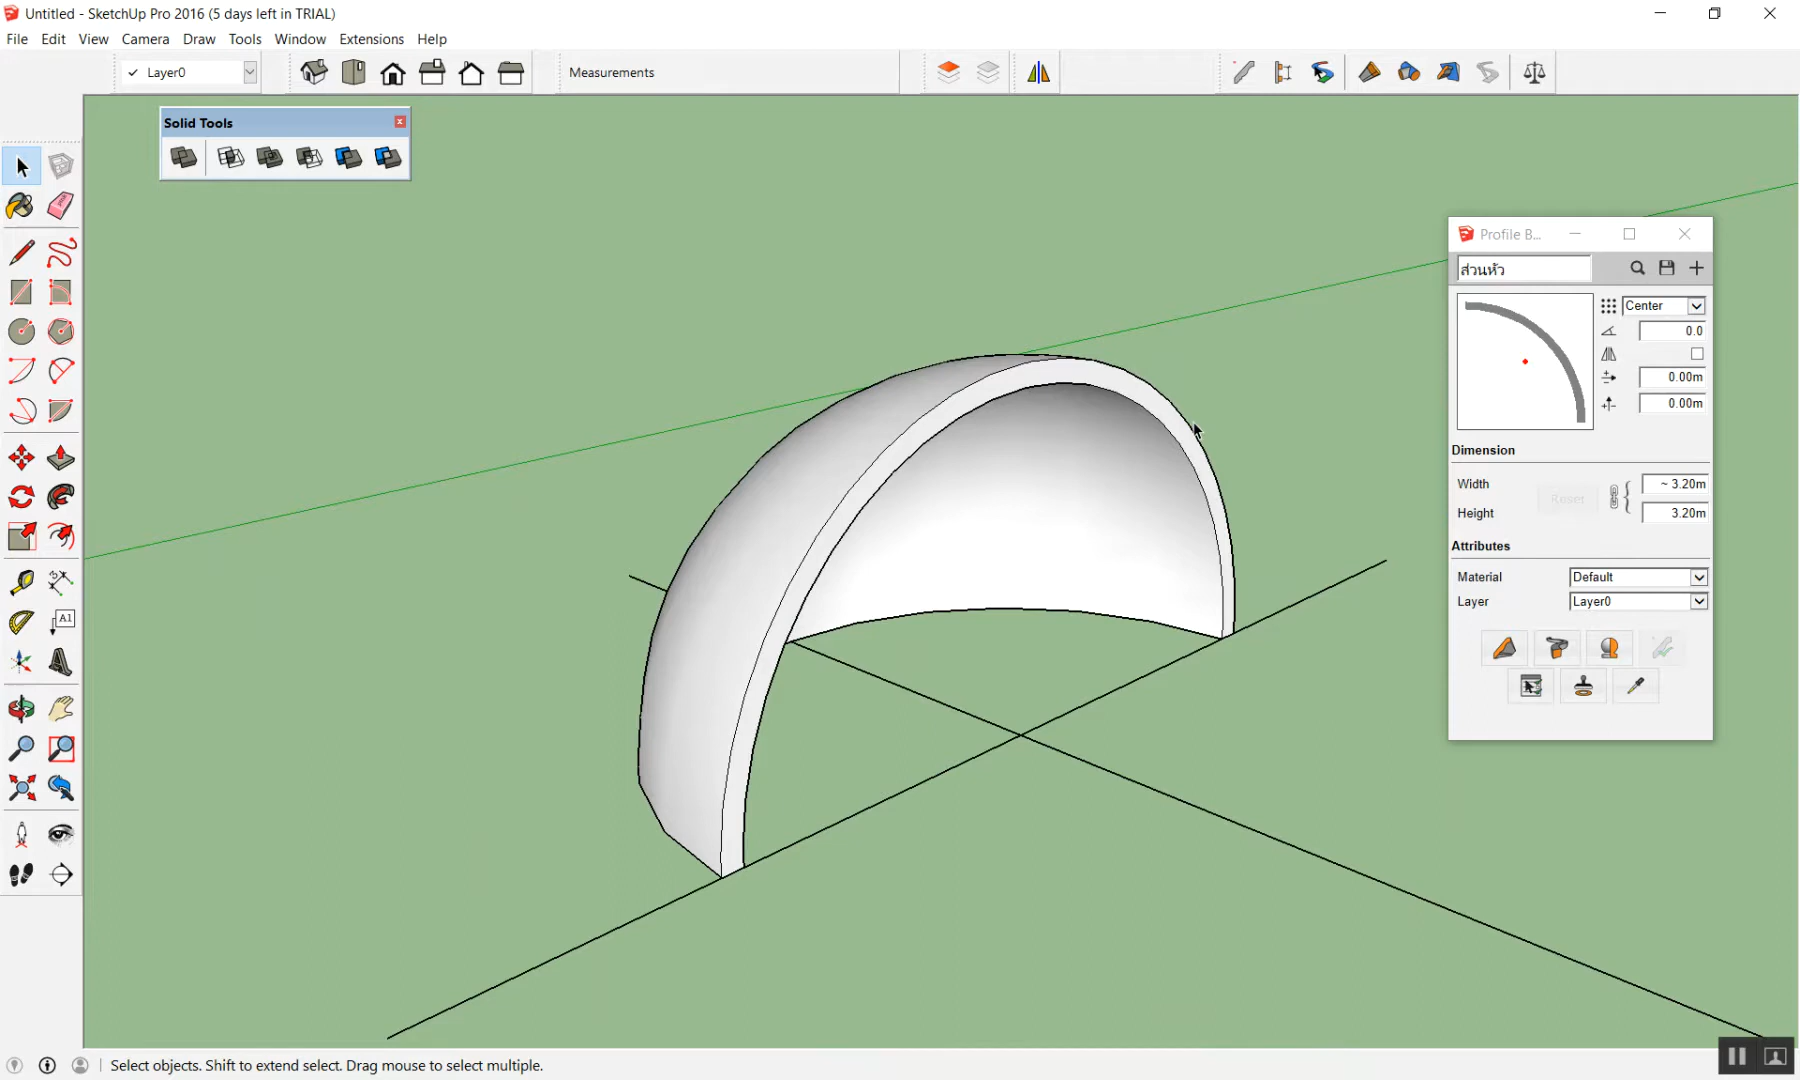 Untitled - SketchUp Pro 2016 (5 days left in TRIAL)
File Edit View Camera Draw Tools Window Extensions Help
Layer0
Measurements
Solid Tools
A1
Profile B...
ส่วนหัว
Center
0.0
0.00m
0.00m
Dimension
Width ~ 3.20m
Reset
Height 3.20m
Attributes
Material Default
Layer Layer0
Select objects. Shift to extend select. Drag mouse to select multiple.